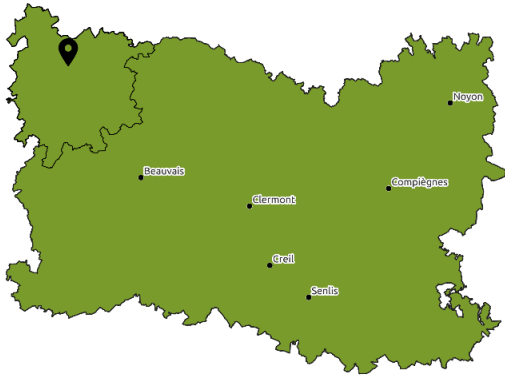 Noyon
Beauvais
Compiègnes
Clermont
Creil
Senlis